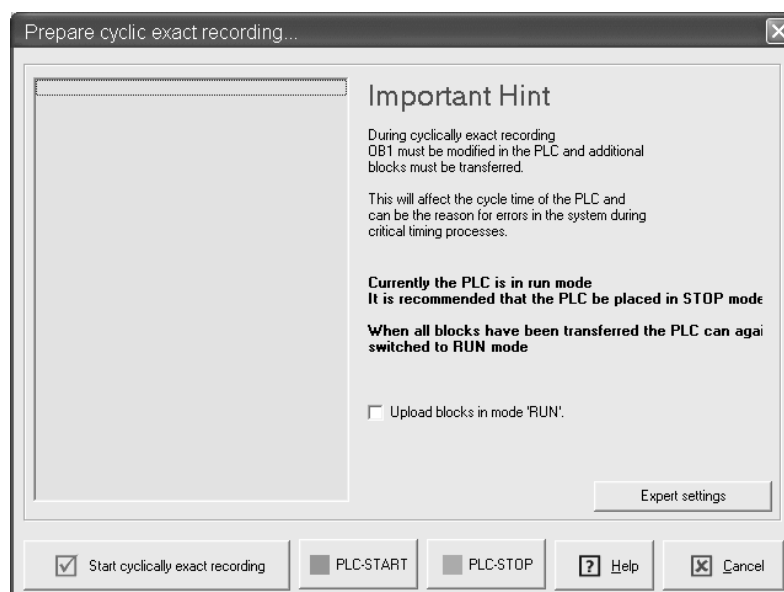 Prepare cyclic exact recording...
Important Hint
During cyclically exact recording
OB1 must be modified in the PLC and additional
blocks must be transferred.
This will affect the cycle time of the PLC and
can be the reason for errors in the system during
critical timing processes.
Currently the PLC is in run mode
It is recommended that the PLC be placed in STOP mode
When all blocks have been transferred the PLC can agai
switched to RUN mode
Upload blocks in mode 'RUN'.
Expert settings
Start cyclically exact recording
PLC-START
PLC-STOP
? Help
Cancel